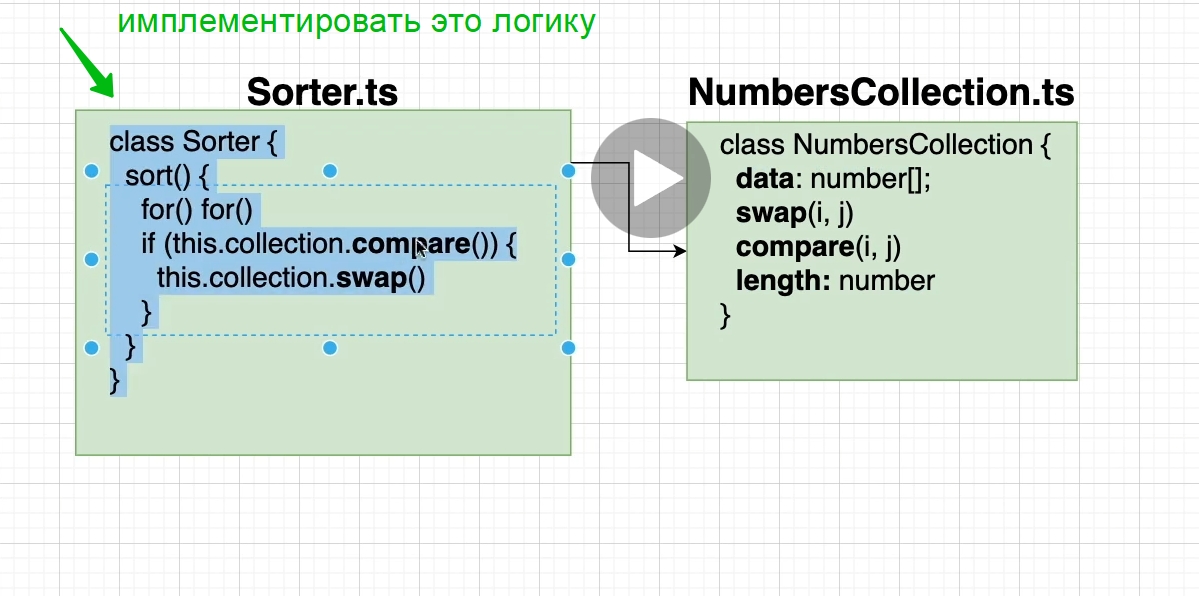 имплементировать это логику
Sorter.ts
class Sorter {
sort() {
for() for()
if (this.collection.compare()) {
this.collection.swap()
}
}
}
NumbersCollection.ts
class NumbersCollection {
data: number[];
swap(i, j)
compare(i, j)
length: number
}